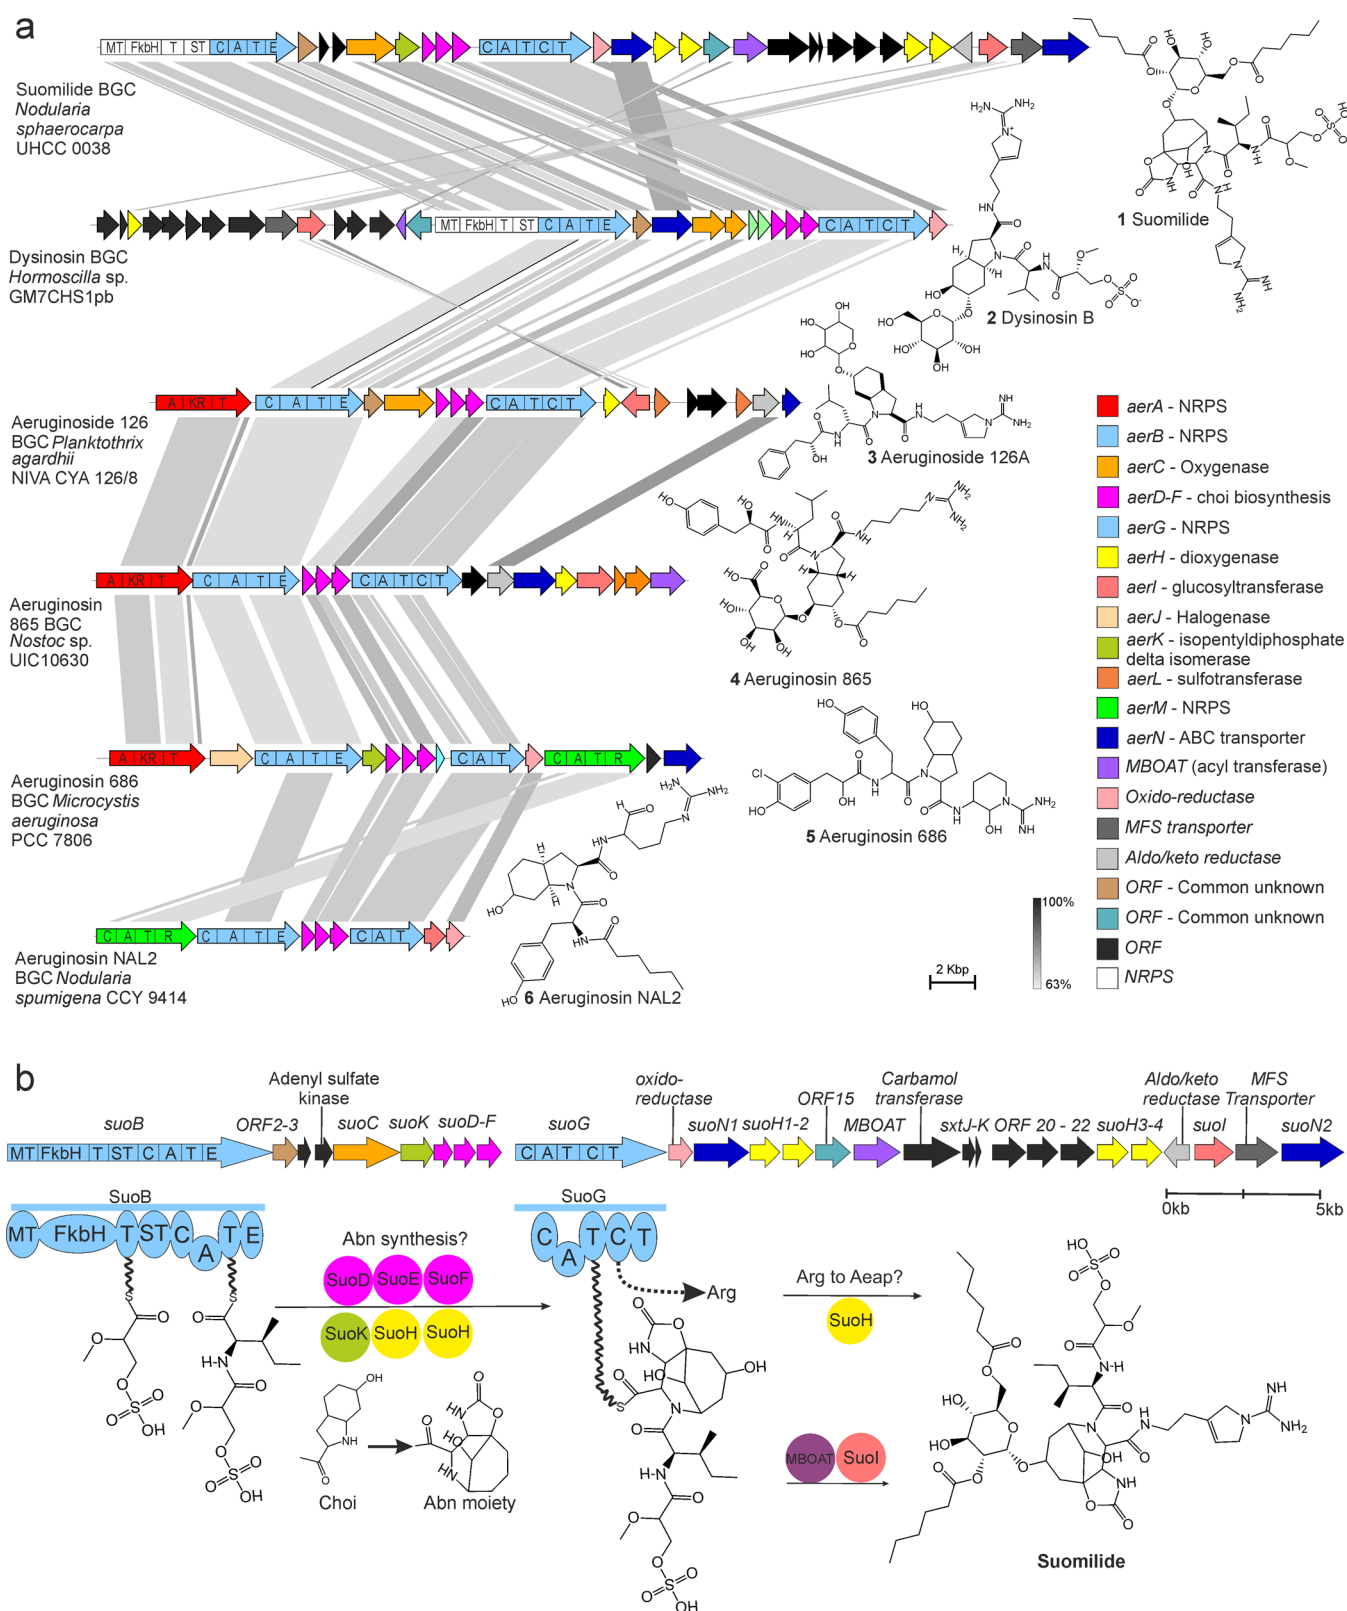 a
MT FkbH T ST C A T E
C A T C T
Suomilide BGC
Nodularia
sphaerocarpa
UHCC 0038
1 Suomilide
MT FkbH T ST C A T E
C A T C T
Dysinosin BGC
Hormoscilla sp.
GM7CHS1pb
2 Dysinosin B
A KR T
C A T E
C A T C T
Aeruginoside 126
BGC Planktothrix
agardhii
NIVA CYA 126/8
3 Aeruginoside 126A
A KR T
C A T E
C A T C T
Aeruginosin
865 BGC
Nostoc sp.
UIC10630
4 Aeruginosin 865
A KR T
C A T E
C A T
C A T R
Aeruginosin 686
BGC Microcystis
aeruginosa
PCC 7806
5 Aeruginosin 686
C A T R
C A T E
C A T
Aeruginosin NAL2
BGC Nodularia
spumigena CCY 9414
6 Aeruginosin NAL2
2 Kbp
100%
63%
aerA - NRPS
aerB - NRPS
aerC - Oxygenase
aerD-F - choi biosynthesis
aerG - NRPS
aerH - dioxygenase
aerI - glucosyltransferase
aerJ - Halogenase
aerK - isopentyldiphosphate
delta isomerase
aerL - sulfotransferase
aerM - NRPS
aerN - ABC transporter
MBOAT (acyl transferase)
Oxido-reductase
MFS transporter
Aldo/keto reductase
ORF - Common unknown
ORF - Common unknown
ORF
NRPS
b
suoB
ORF2-3
Adenyl sulfate
kinase
suoC
suoK
suoD-F
suoG
oxido-
reductase
suoN1
suoH1-2
ORF15
MBOAT
Carbamol
transferase
sxtJ-K
ORF 20 - 22
suoH3-4
Aldo/keto
reductase
suoI
MFS
Transporter
suoN2
MT FkbH T ST C A T E
C A T C T
0kb
5kb
SuoB
MT FkbH T ST C A T E
Abn synthesis?
SuoD SuoE SuoF
SuoK SuoH SuoH
Choi
Abn moiety
SuoG
C A T C T
Arg
Arg to Aeap?
SuoH
MBOAT SuoI
Suomilide